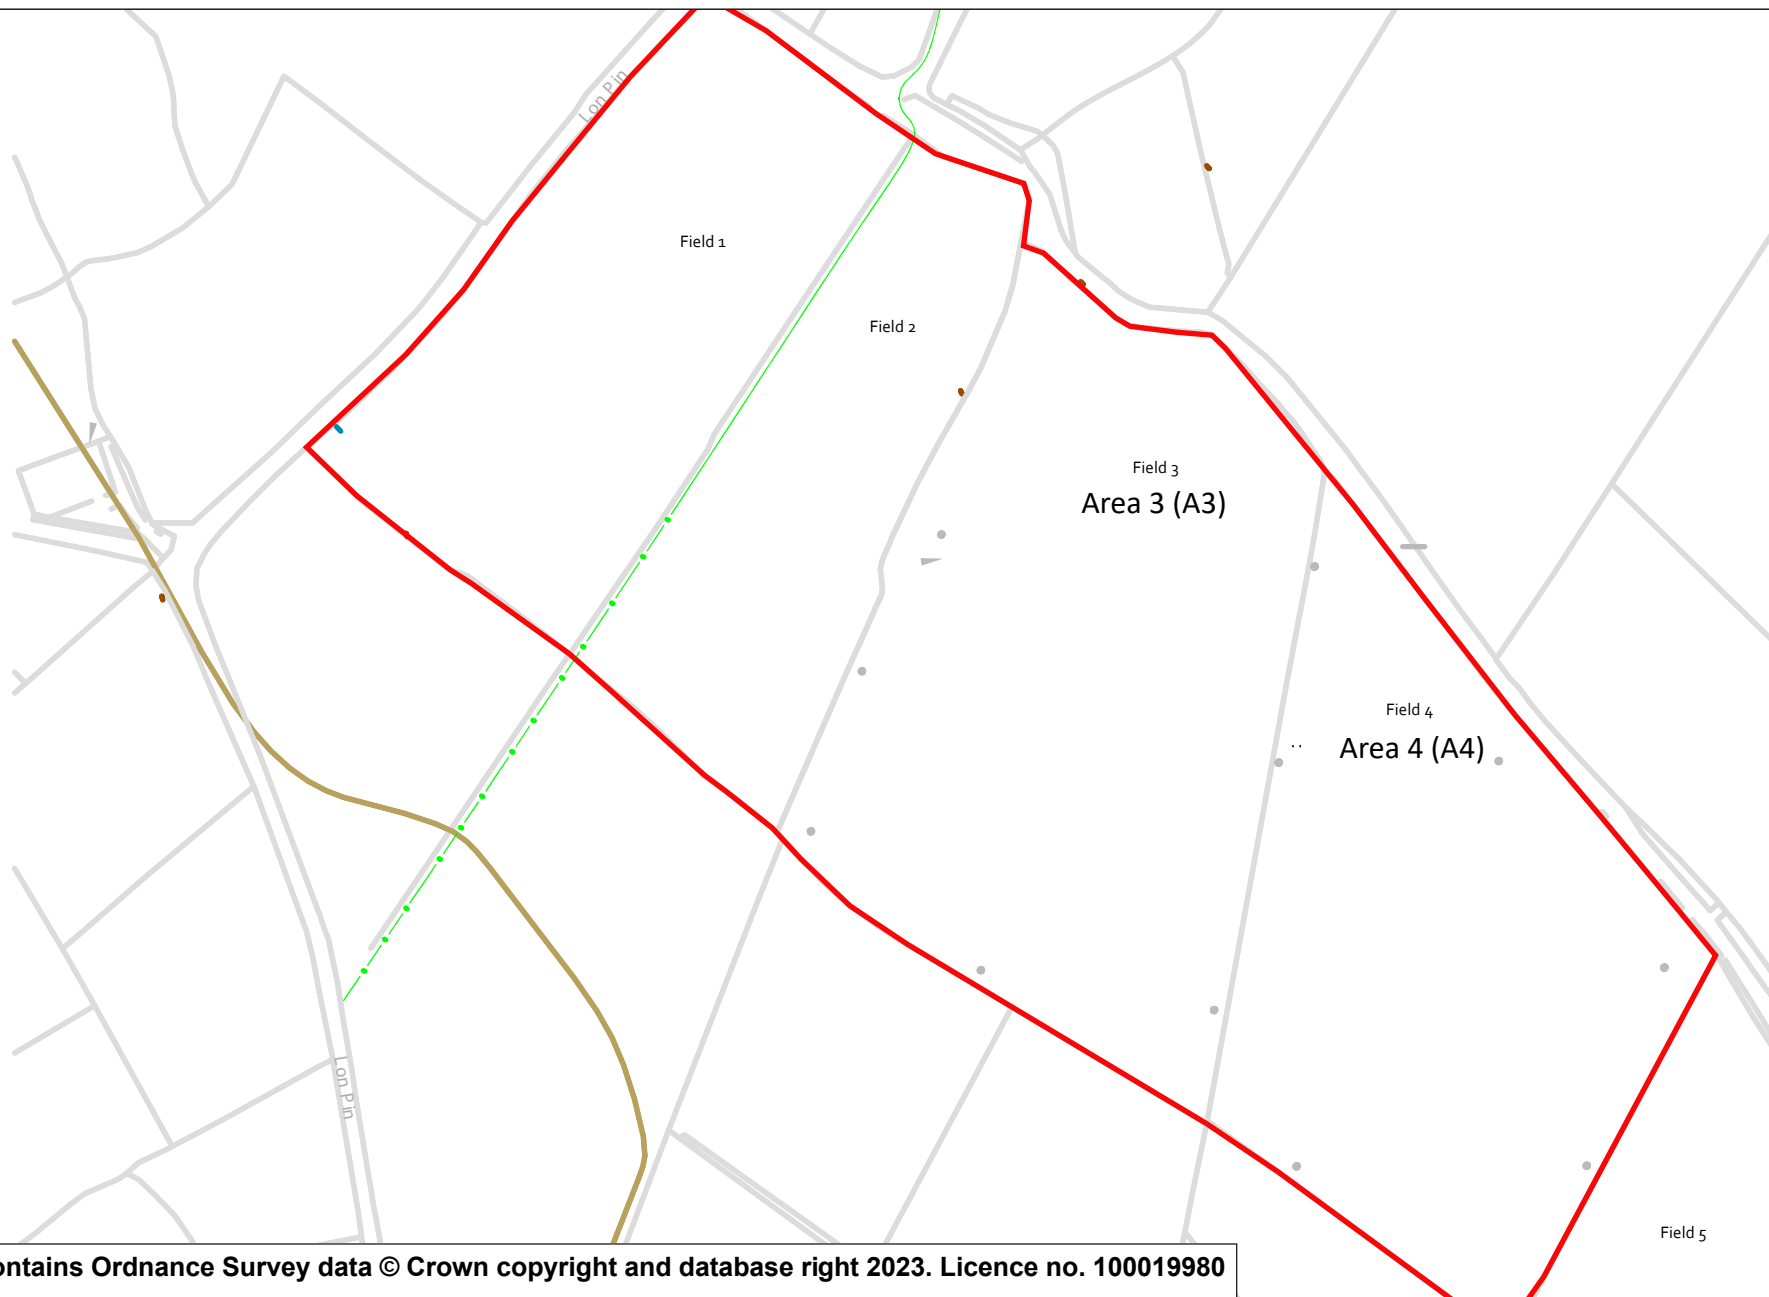 Lon Pin
Field 1
Field 2
Field 3
Area 3 (A3)
Field 4
Area 4 (A4)
Lon Pin
Field 5
ontains Ordnance Survey data © Crown copyright and database right 2023. Licence no. 100019980